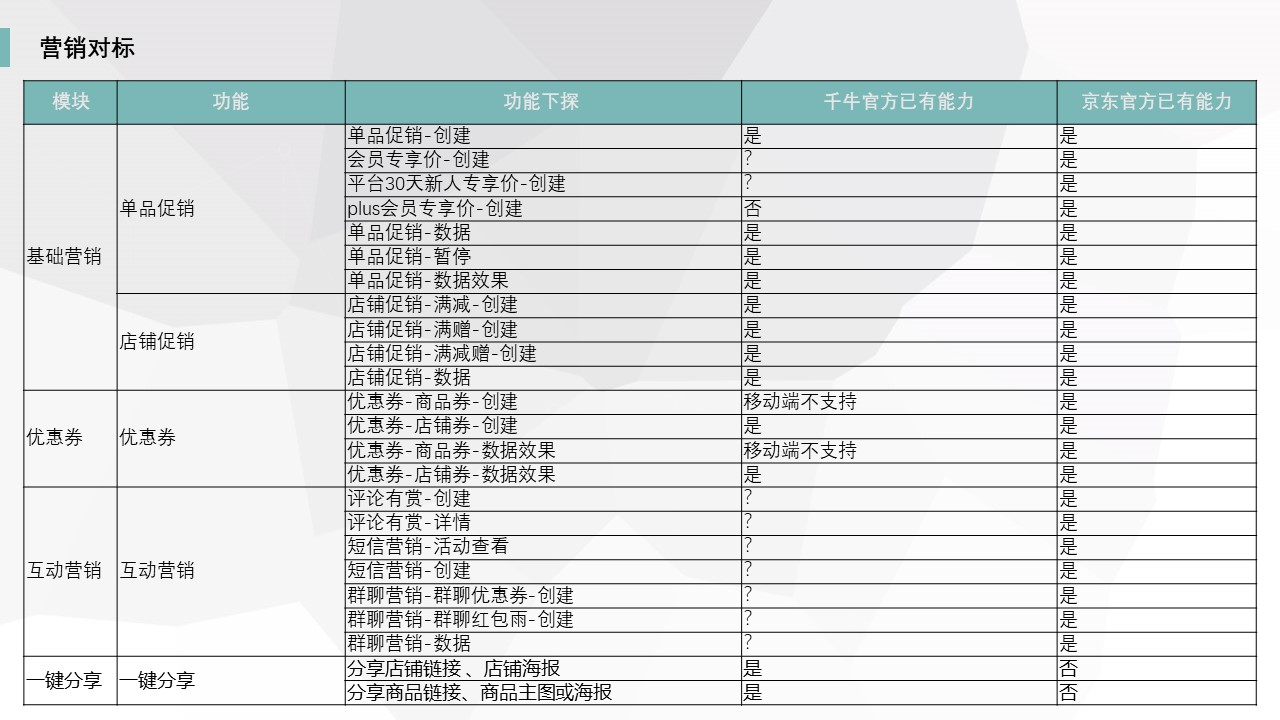 营销对标
模块 功能 功能下探 千牛官方已有能力 京东官方已有能力
基础营销 单品促销 单品促销-创建 是 是
会员专享价-创建 ? 是
平台30天新人专享价-创建 ? 是
plus会员专享价-创建 否 是
单品促销-数据 是 是
单品促销-暂停 是 是
单品促销-数据效果 是 是
店铺促销 店铺促销-满减-创建 是 是
店铺促销-满赠-创建 是 是
店铺促销-满减赠-创建 是 是
店铺促销-数据 是 是
优惠券 优惠券 优惠券-商品券-创建 移动端不支持 是
优惠券-店铺券-创建 是 是
优惠券-商品券-数据效果 移动端不支持 是
优惠券-店铺券-数据效果 是 是
互动营销 互动营销 评论有赏-创建 ? 是
评论有赏-详情 ? 是
短信营销-活动查看 ? 是
短信营销-创建 ? 是
群聊营销-群聊优惠券-创建 ? 是
群聊营销-群聊红包雨-创建 ? 是
群聊营销-数据 ? 是
一键分享 一键分享 分享店铺链接 、店铺海报 是 否
分享商品链接、商品主图或海报 是 否